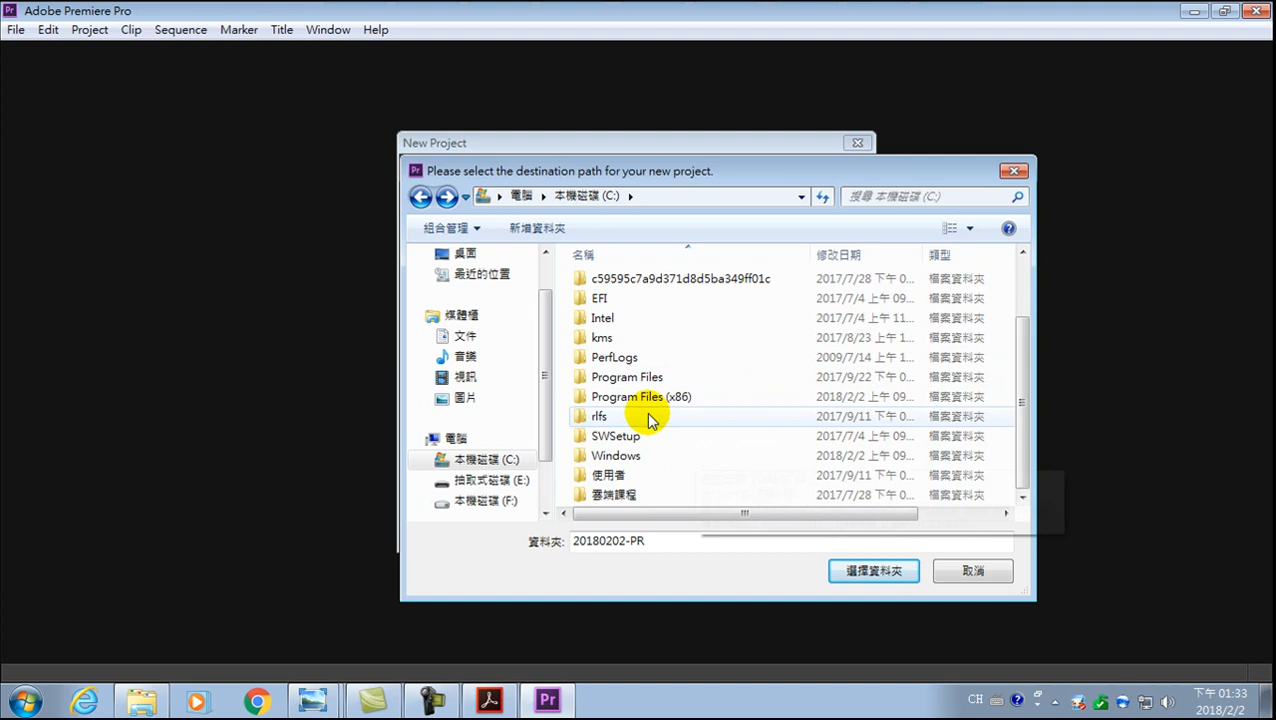 Pr Adobe Premiere Pro
File Edit Project Clip Sequence Marker Title Window Help
New Project
Pr Please select the destination path for your new project.
電腦 本機磁碟 (C:) 搜尋 本機磁碟 (C:)
組合管理 新增資料夾
桌面
最近的位置
媒體櫃
文件
音樂
視訊
圖片
電腦
本機磁碟 (C:)
抽取式磁碟 (E:)
本機磁碟 (F:)
名稱 修改日期 類型
c59595c7a9d371d8d5ba349ff01c 2017/7/28 下午 0... 檔案資料夾
EFI 2017/7/4 上午 09... 檔案資料夾
Intel 2017/7/4 上午 11... 檔案資料夾
kms 2017/8/23 上午 1... 檔案資料夾
PerfLogs 2009/7/14 上午 1... 檔案資料夾
Program Files 2017/9/22 上午 0... 檔案資料夾
Program Files (x86) 2018/2/2 上午 09... 檔案資料夾
rlfs 2017/9/11 下午 0... 檔案資料夾
SWSetup 2017/7/4 上午 09... 檔案資料夾
Windows 2018/2/2 上午 09... 檔案資料夾
使用者 2017/9/11 下午 0... 檔案資料夾
雲端課程 2017/7/28 下午 0... 檔案資料夾
資料夾: 20180202-PR
選擇資料夾 取消
Pr
CH
下午 01:33
2018/2/2